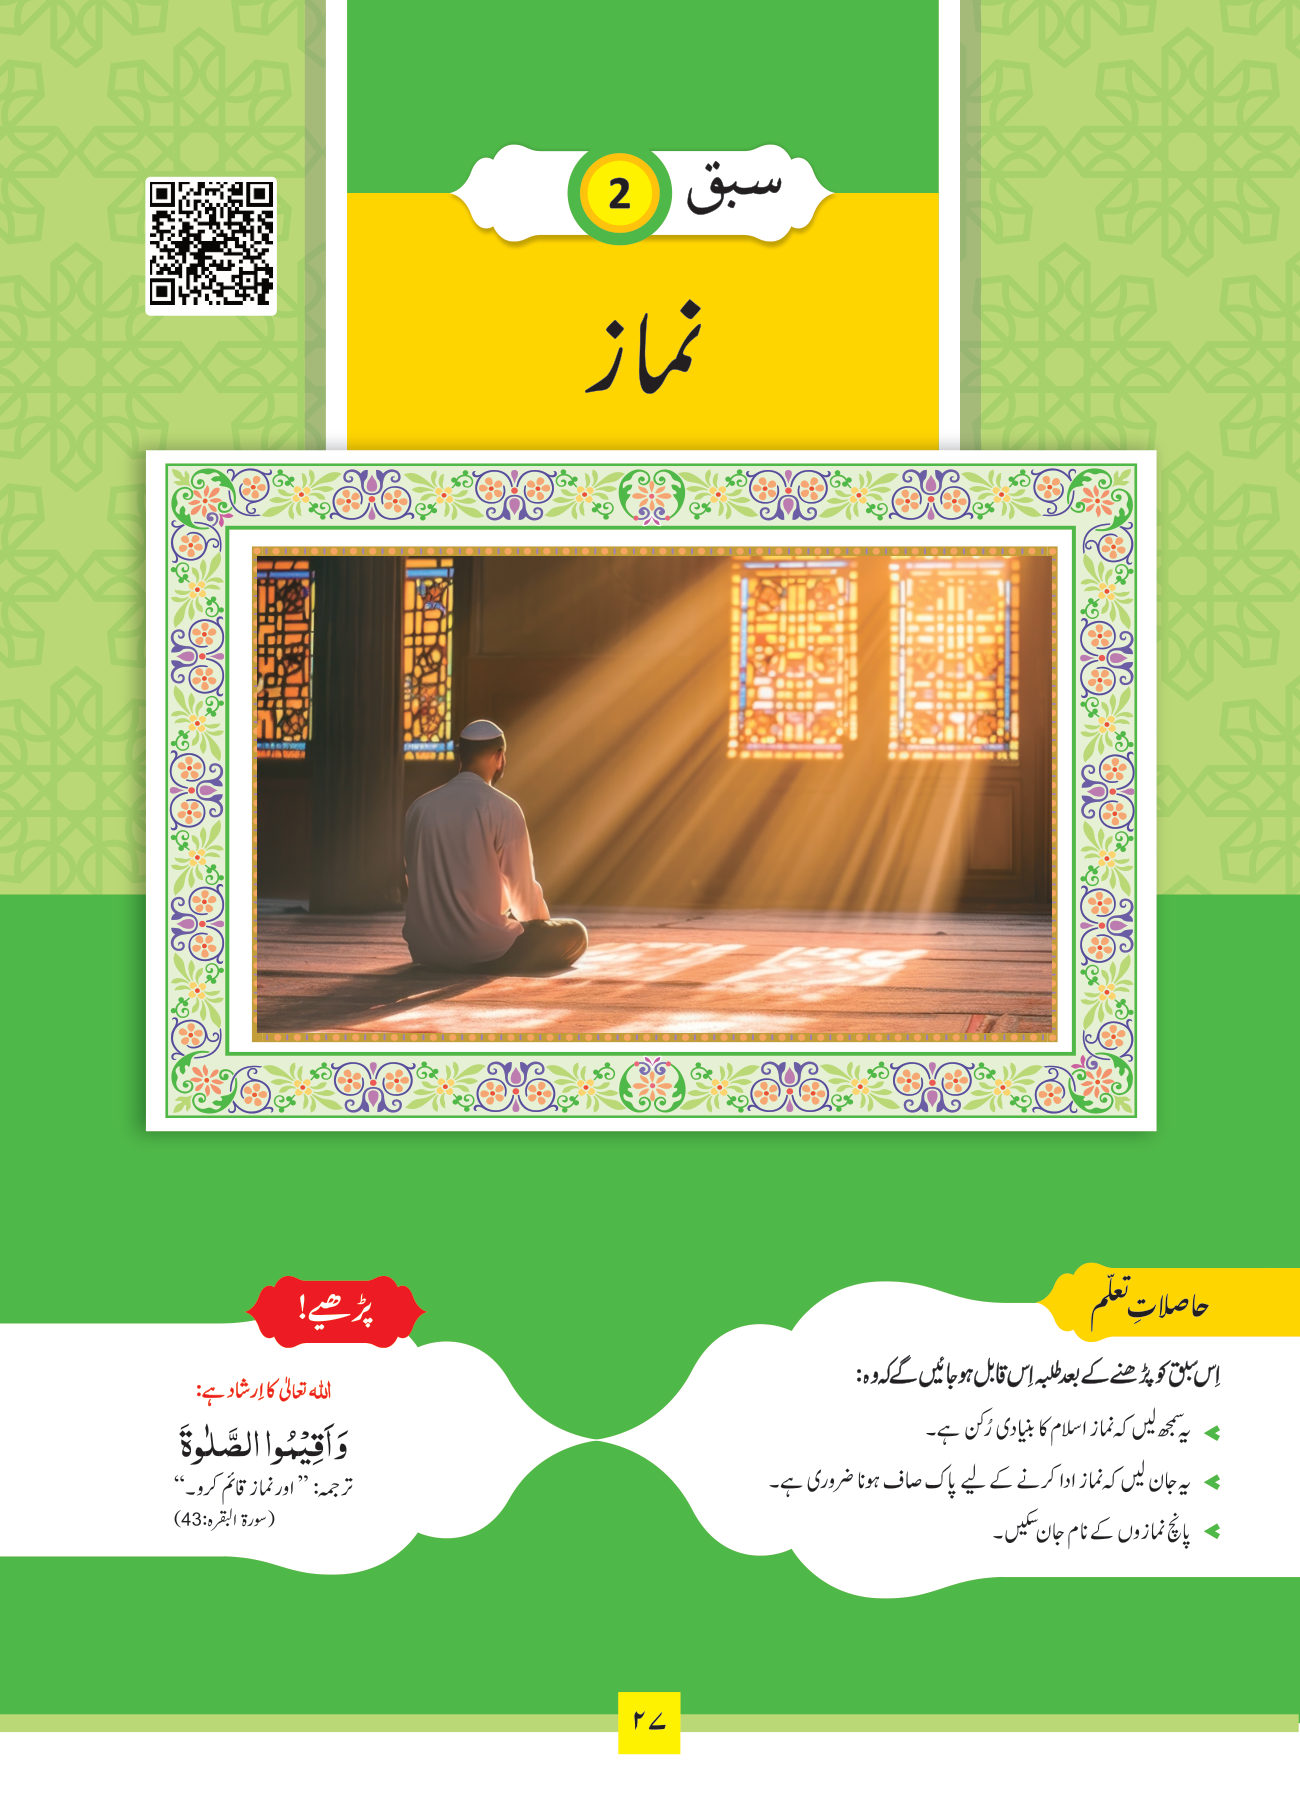 سبق 2
نماز
حاصلاتِ تعلّم
اِس سبق کو پڑھنے کے بعد طلبہ اِس قابل ہو جائیں گے کہ وہ:
یہ سمجھ لیں کہ نماز اسلام کا بنیادی رُکن ہے۔
یہ جان لیں کہ نماز ادا کرنے کے لیے پاک صاف ہونا ضروری ہے۔
پانچ نمازوں کے نام جان سکیں۔
پڑھیے!
اللہ تعالیٰ کا اِرشاد ہے:
وَاَقِيْمُوا الصَّلٰوةَ
ترجمہ: ”اور نماز قائم کرو۔“
(سورۃ البقرہ:43)
۲۷